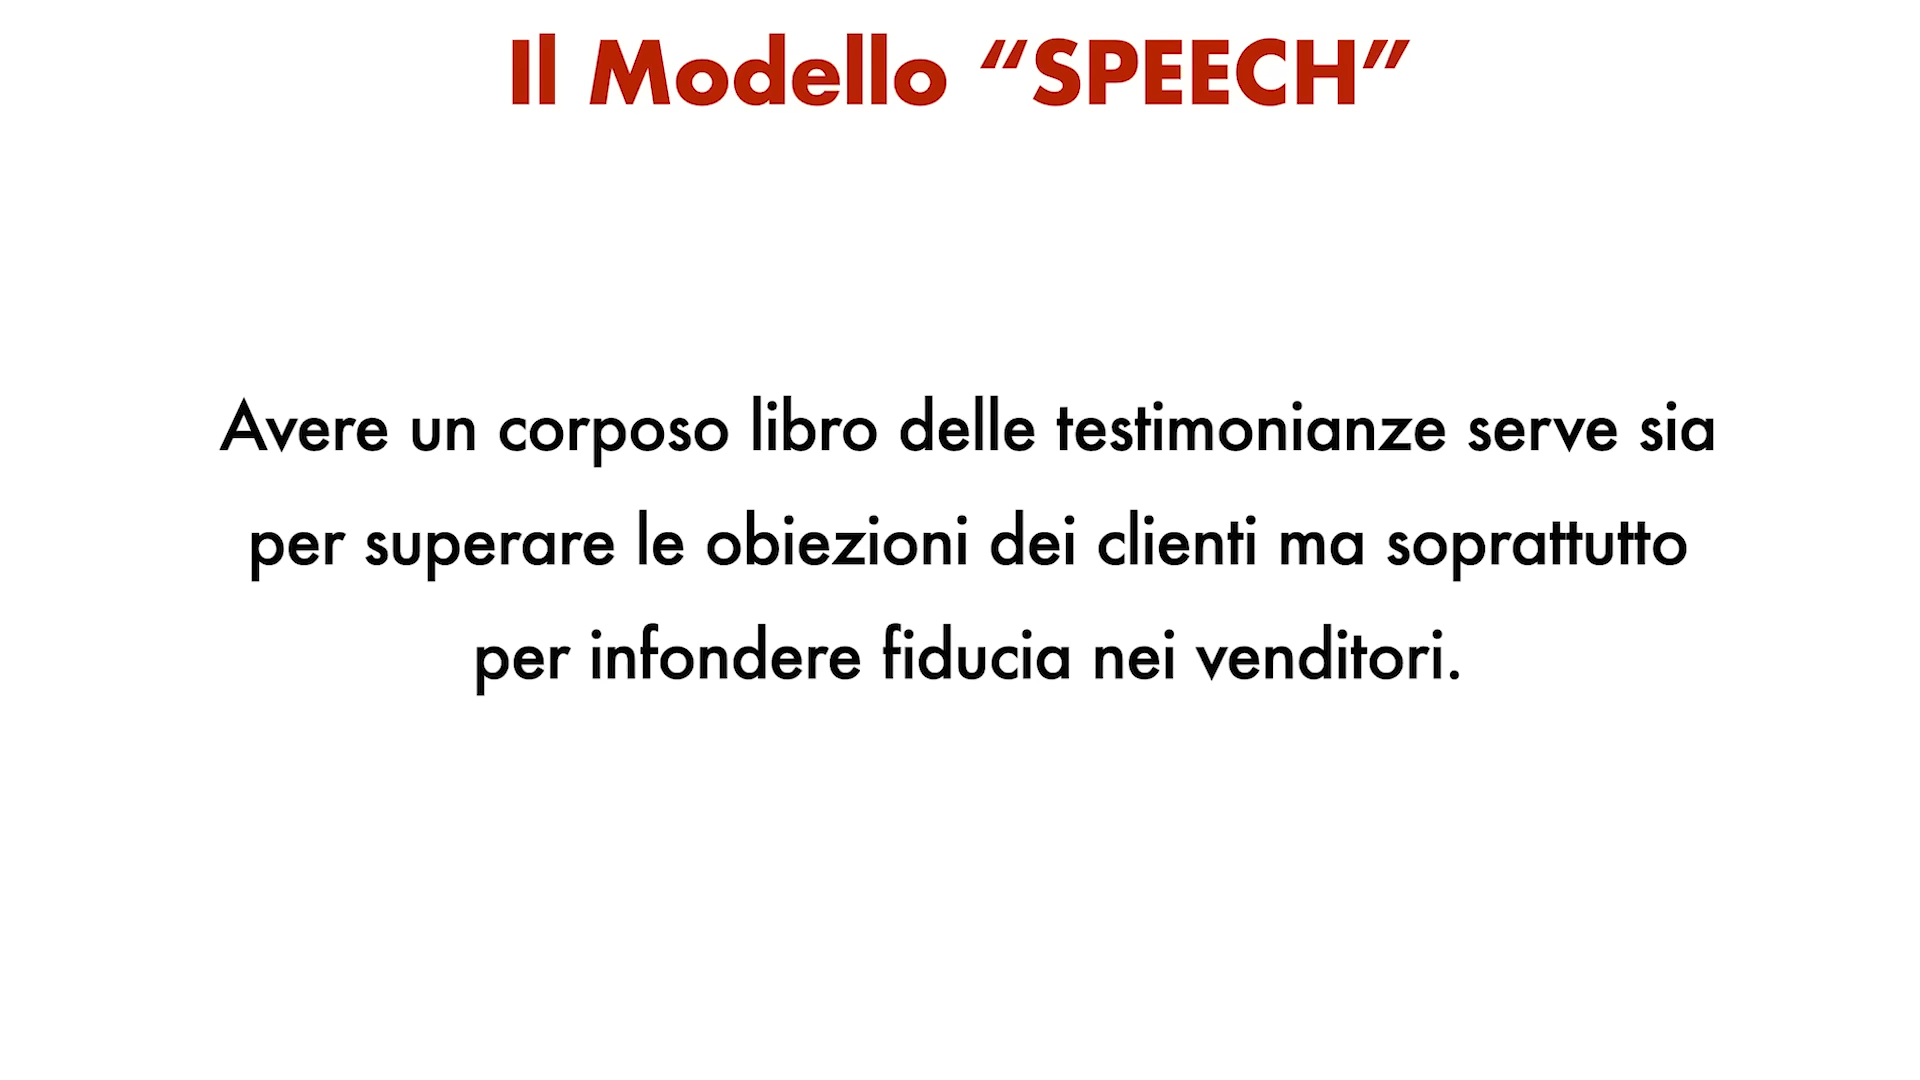 Il Modello “SPEECH”
Avere un corposo libro delle testimonianze serve sia
per superare le obiezioni dei clienti ma soprattutto
per infondere fiducia nei venditori.